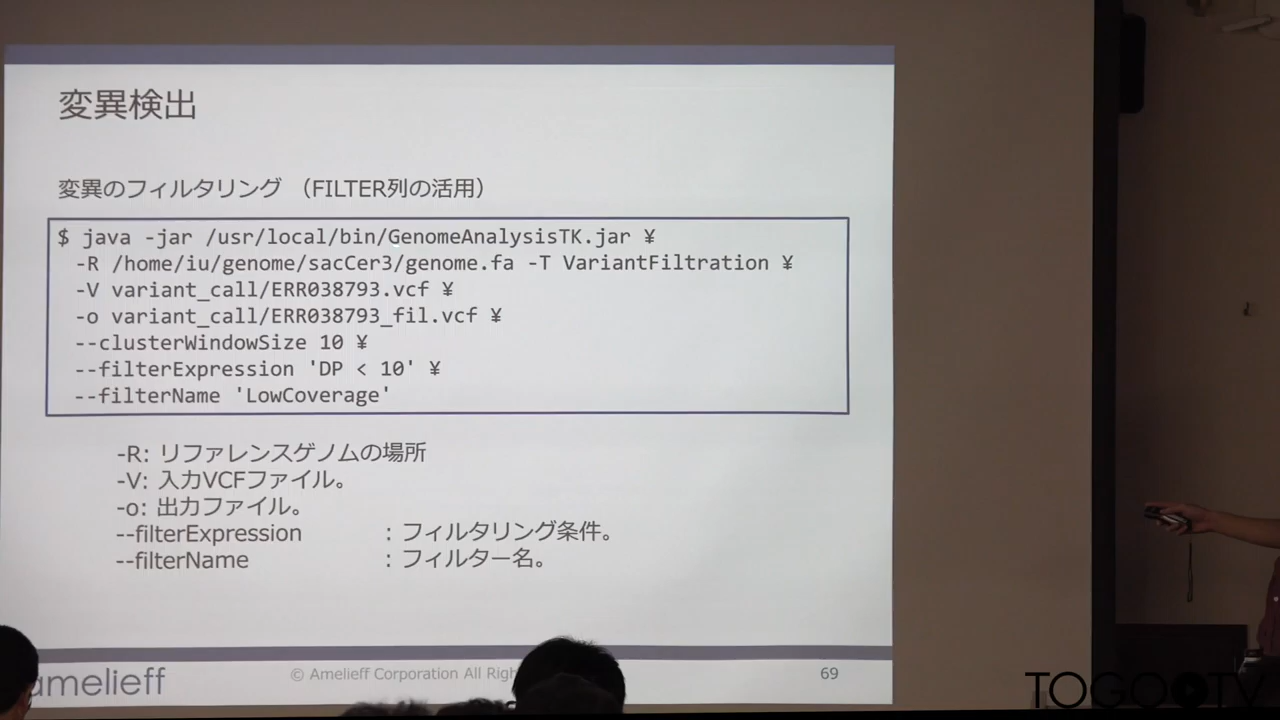 変異検出
変異のフィルタリング （FILTER列の活用）
$ java -jar /usr/local/bin/GenomeAnalysisTK.jar ¥
-R /home/iu/genome/sacCer3/genome.fa -T VariantFiltration ¥
-V variant_call/ERR038793.vcf ¥
-o variant_call/ERR038793_fil.vcf ¥
--clusterWindowSize 10 ¥
--filterExpression 'DP < 10' ¥
--filterName 'LowCoverage'
-R: リファレンスゲノムの場所
-V: 入力VCFファイル。
-o: 出力ファイル。
--filterExpression : フィルタリング条件。
--filterName : フィルター名。
amelieff
© Amelieff Corporation All
69
TOGOTV